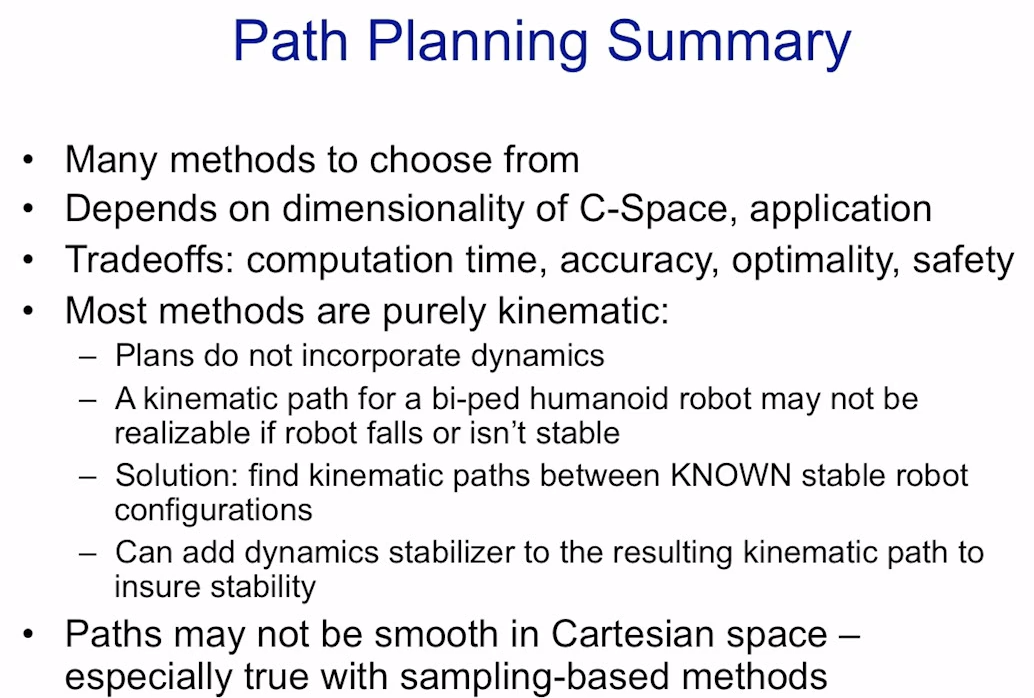 Path Planning Summary
• Many methods to choose from
• Depends on dimensionality of C-Space, application
• Tradeoffs: computation time, accuracy, optimality, safety
• Most methods are purely kinematic:
– Plans do not incorporate dynamics
– A kinematic path for a bi-ped humanoid robot may not be
realizable if robot falls or isn't stable
– Solution: find kinematic paths between KNOWN stable robot
configurations
– Can add dynamics stabilizer to the resulting kinematic path to
insure stability
• Paths may not be smooth in Cartesian space –
especially true with sampling-based methods